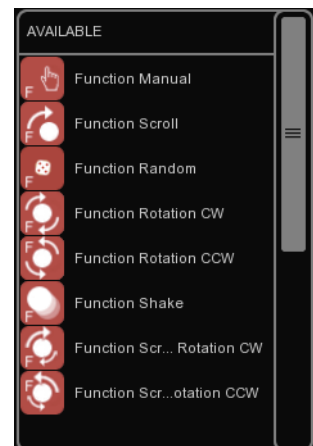 AVAILABLE
F Function Manual
F Function Scroll
F Function Random
F Function Rotation CW
F Function Rotation CCW
F Function Shake
F Function Scr... Rotation CW
F Function Scr...otation CCW